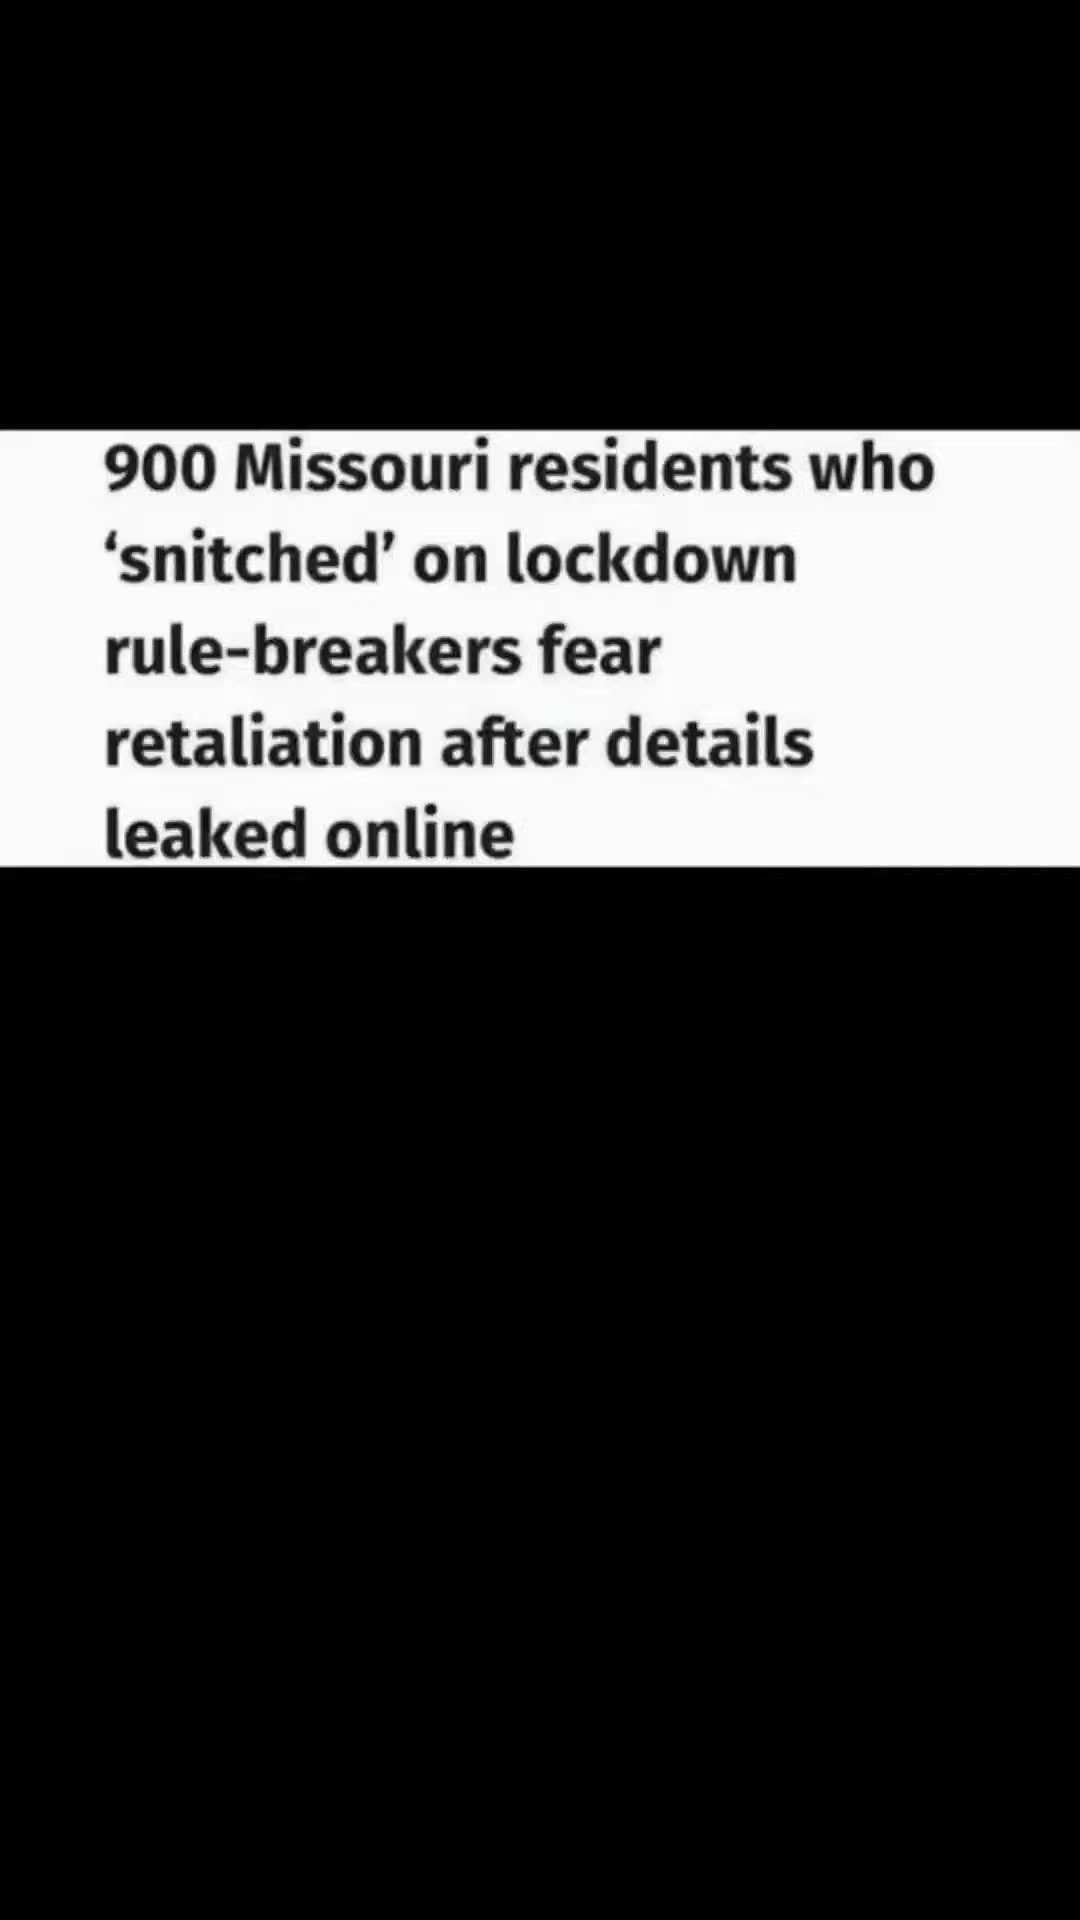 900 Missouri residents who
‘snitched’ on lockdown
rule-breakers fear
retaliation after details
leaked online